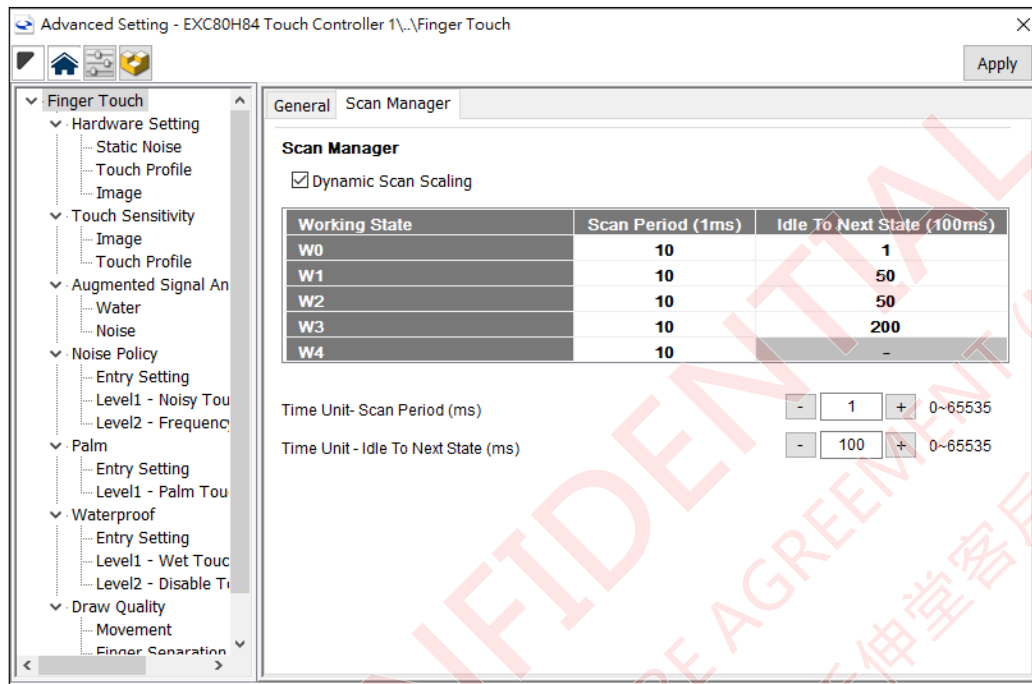 Advanced Setting - EXC80H84 Touch Controller 1\..\Finger Touch
Apply
Finger Touch
Hardware Setting
Static Noise
Touch Profile
Image
Touch Sensitivity
Image
Touch Profile
Augmented Signal An
Water
Noise
Noise Policy
Entry Setting
Level1 - Noisy Tou
Level2 - Frequency
Palm
Entry Setting
Level1 - Palm Tou
Waterproof
Entry Setting
Level1 - Wet Touc
Level2 - Disable T
Draw Quality
Movement
Finger Separation
General Scan Manager
Scan Manager
Dynamic Scan Scaling
Working State Scan Period (1ms) Idle To Next State (100ms)
W0 10 1
W1 10 50
W2 10 50
W3 10 200
W4 10 -
Time Unit- Scan Period (ms) - 1 + 0~65535
Time Unit - Idle To Next State (ms) - 100 + 0~65535